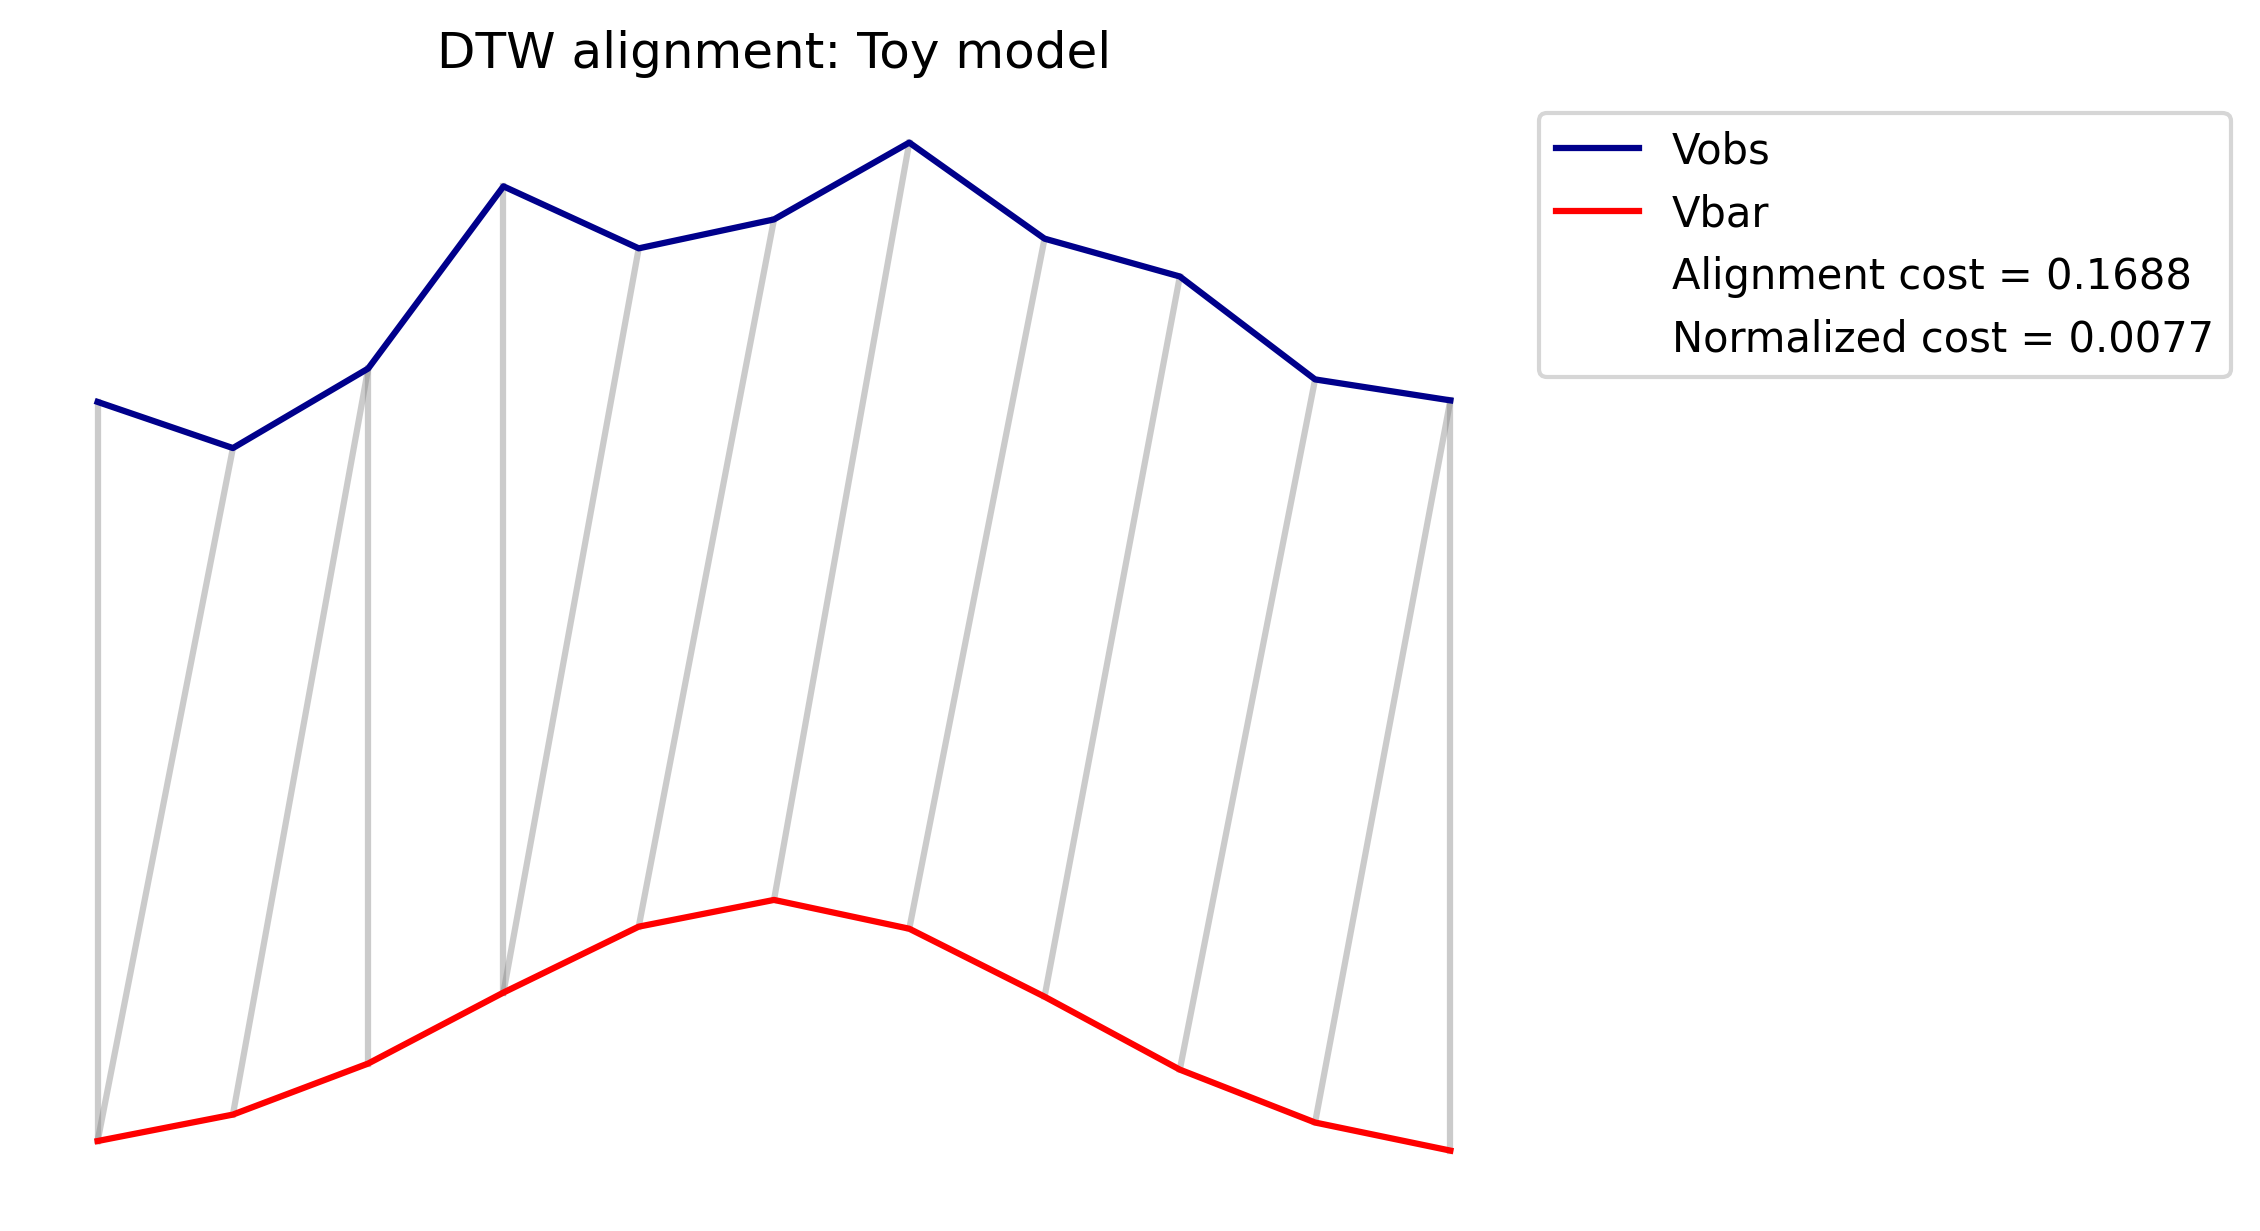 DTW alignment: Toy model
Vobs
Vbar
Alignment cost = 0.1688
Normalized cost = 0.0077